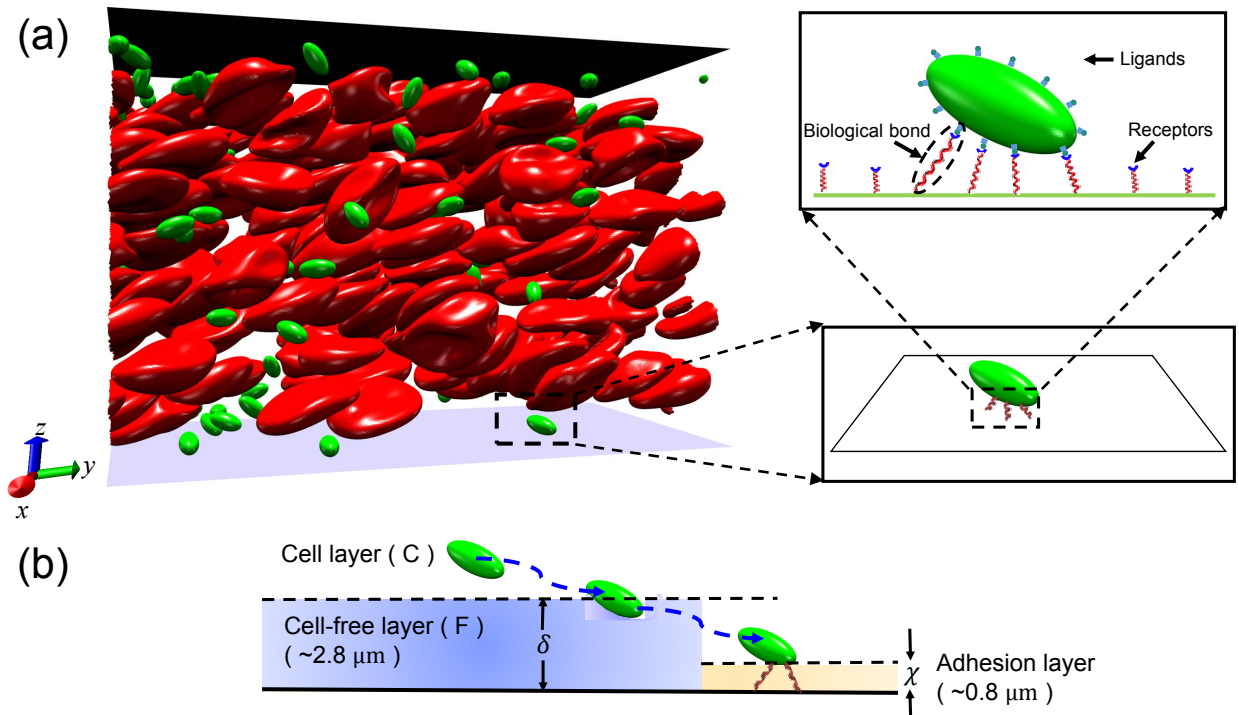 (a)
Ligands
Biological bond
Receptors
z
y
x
(b)
Cell layer ( C )
Cell-free layer ( F )
( ~2.8 μm )
δ
χ
Adhesion layer
( ~0.8 μm )